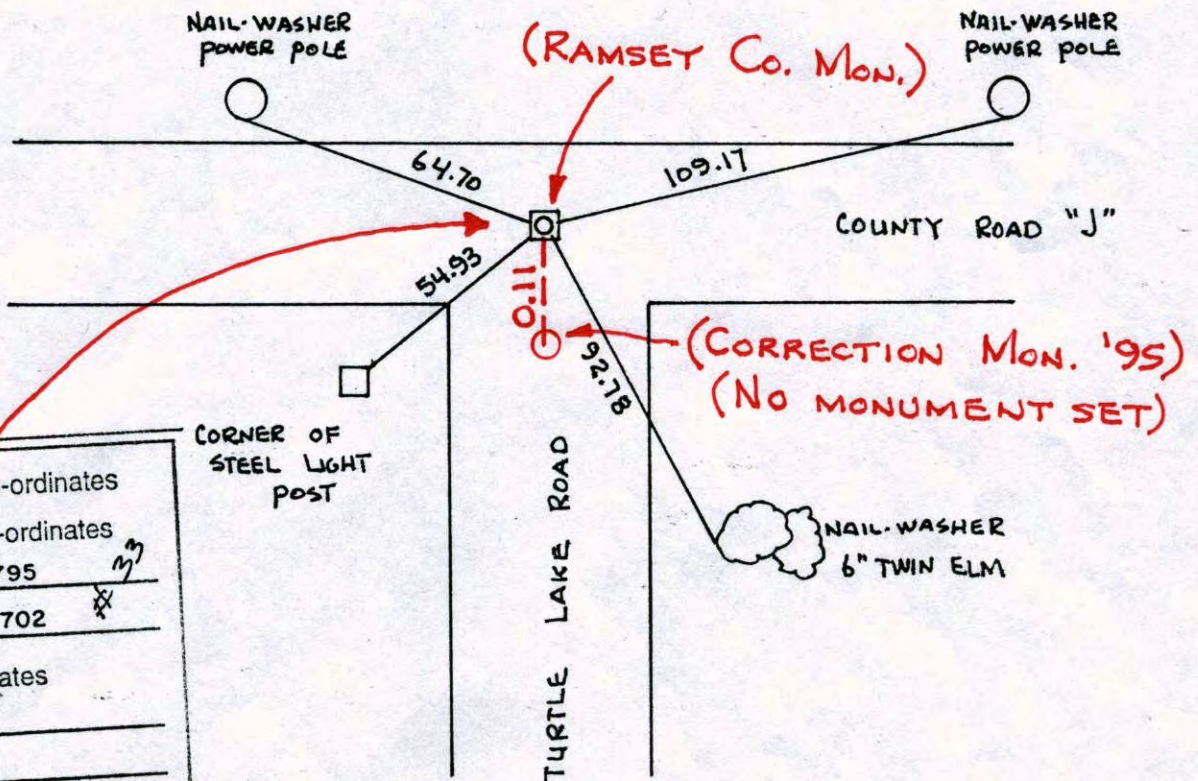 NAIL-WASHER
POWER POLE
(RAMSEY Co. MON.)
NAIL-WASHER
POWER POLE
64.70
109.17
COUNTY ROAD "J"
54.93
0.11
92.78
(CORRECTION MON. '95)
(NO MONUMENT SET)
CORNER OF
STEEL LIGHT
POST
-ordinates
-ordinates
795
33
702
ates
TURTLE LAKE ROAD
NAIL-WASHER
6" TWIN ELM